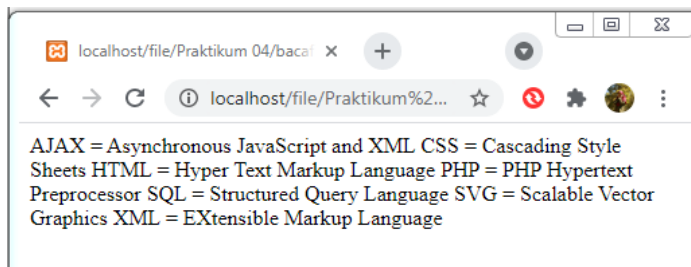 localhost/file/Praktikum 04/baca
localhost/file/Praktikum%2...
AJAX = Asynchronous JavaScript and XML CSS = Cascading Style
Sheets HTML = Hyper Text Markup Language PHP = PHP Hypertext
Preprocessor SQL = Structured Query Language SVG = Scalable Vector
Graphics XML = EXtensible Markup Language